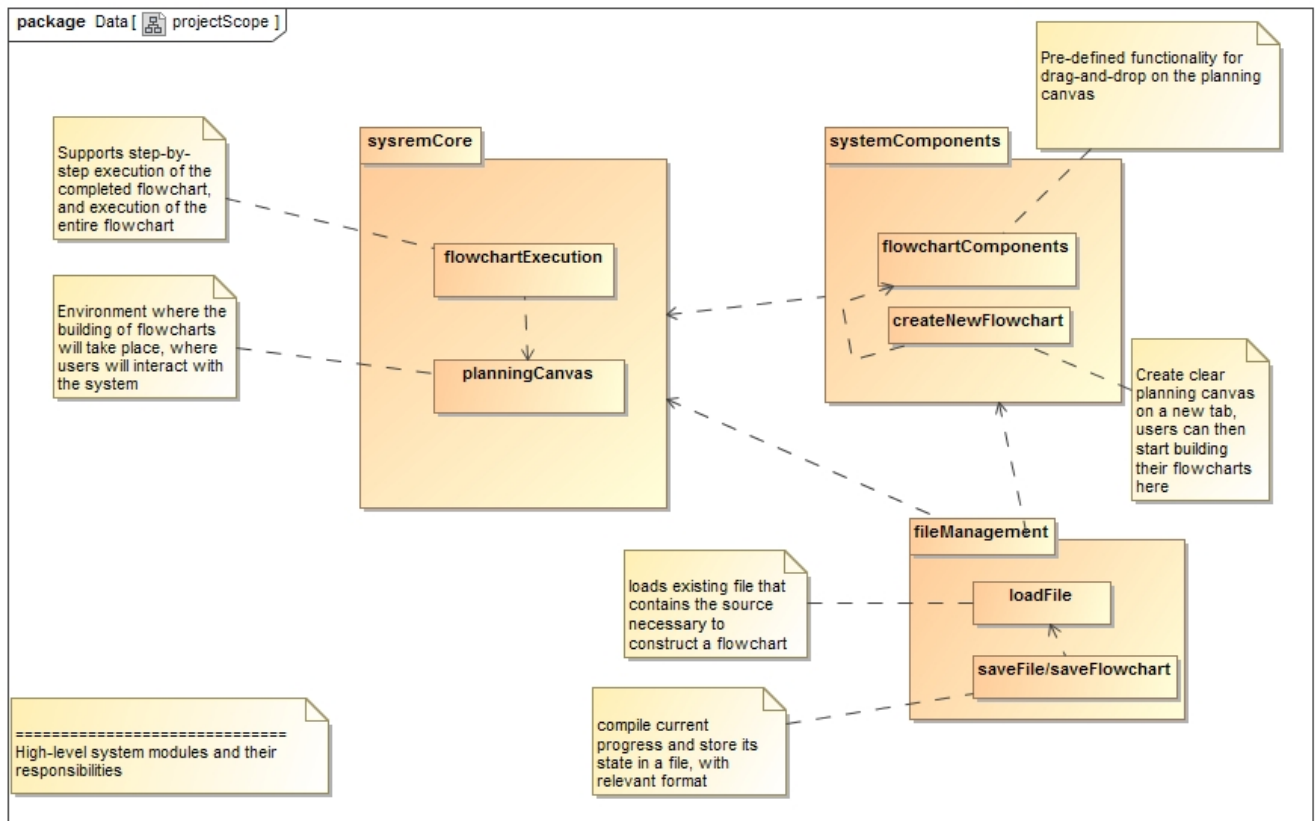 package Data [ projectScope ]
Pre-defined functionality for
drag-and-drop on the planning
canvas
Supports step-by-
step execution of the
completed flowchart,
and execution of the
entire flowchart
sysremCore
systemComponents
flowchartExecution
flowchartComponents
Environment where the
building of flowcharts
will take place, where
users will interact with
the system
createNewFlowchart
planningCanvas
Create clear
planning canvas
on a new tab,
users can then
start building
their flowcharts
here
fileManagement
loads existing file that
contains the source
necessary to
construct a flowchart
loadFile
saveFile/saveFlowchart
compile current
progress and store its
state in a file, with
relevant format
==============================
High-level system modules and their
responsibilities